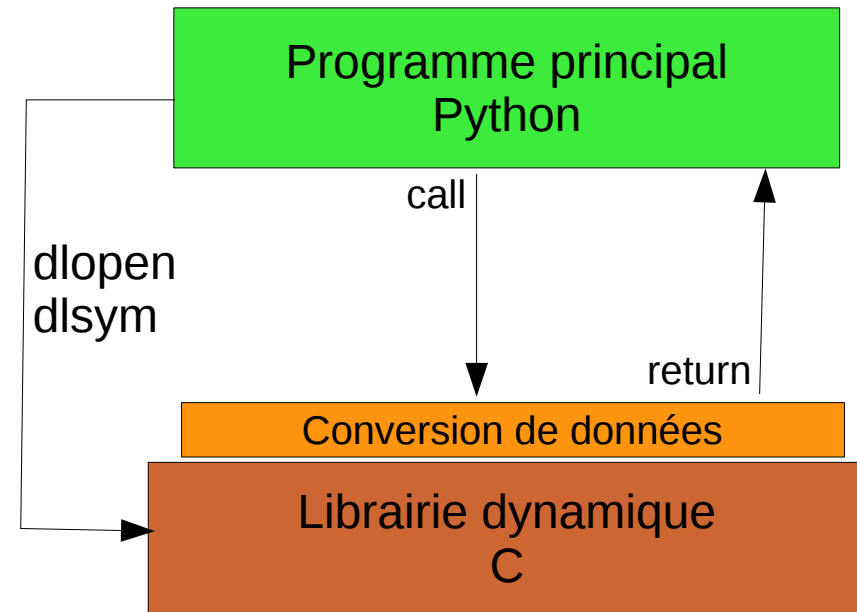 Programme principal
Python
call
dlopen
dlsym
return
Conversion de données
Librairie dynamique
C